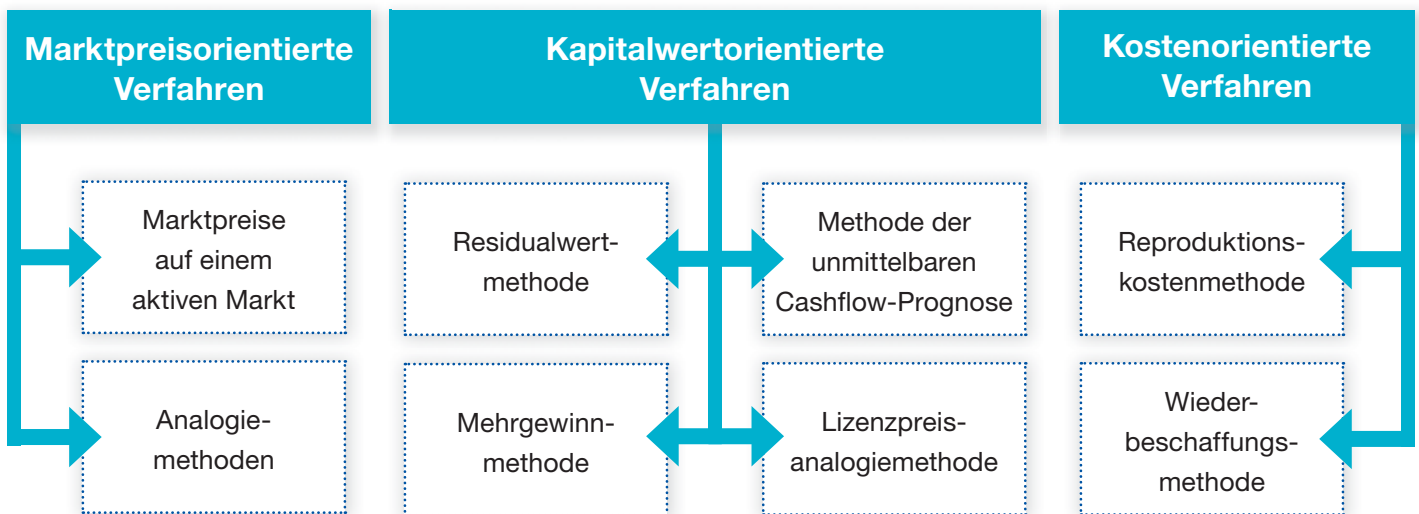 Marktpreisorientierte
Verfahren
Kapitalwertorientierte
Verfahren
Kostenorientierte
Verfahren
Marktpreise
auf einem
aktiven Markt
Residualwert-
methode
Methode der
unmittelbaren
Cashflow-Prognose
Reproduktions-
kostenmethode
Analogie-
methoden
Mehrgewinn-
methode
Lizenzpreis-
analogiemethode
Wieder-
beschaffungs-
methode